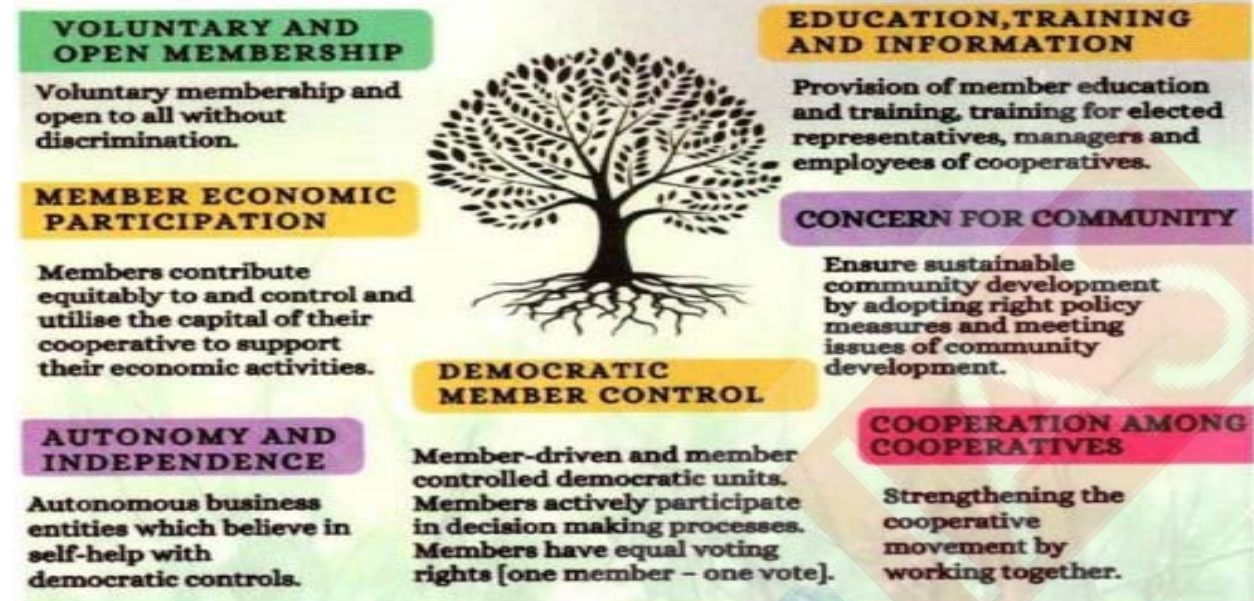 VOLUNTARY AND
OPEN MEMBERSHIP
Voluntary membership and
open to all without
discrimination.
MEMBER ECONOMIC
PARTICIPATION
Members contribute
equitably to and control and
utilise the capital of their
cooperative to support
their economic activities.
AUTONOMY AND
INDEPENDENCE
Autonomous business
entities which believe in
self-help with
democratic controls.
DEMOCRATIC
MEMBER CONTROL
Member-driven and member
controlled democratic units.
Members actively participate
in decision making processes.
Members have equal voting
rights [one member – one vote].
EDUCATION,TRAINING
AND INFORMATION
Provision of member education
and training, training for elected
representatives, managers and
employees of cooperatives.
CONCERN FOR COMMUNITY
Ensure sustainable
community development
by adopting right policy
measures and meeting
issues of community
development.
COOPERATION AMONG
COOPERATIVES
Strengthening the
cooperative
movement by
working together.